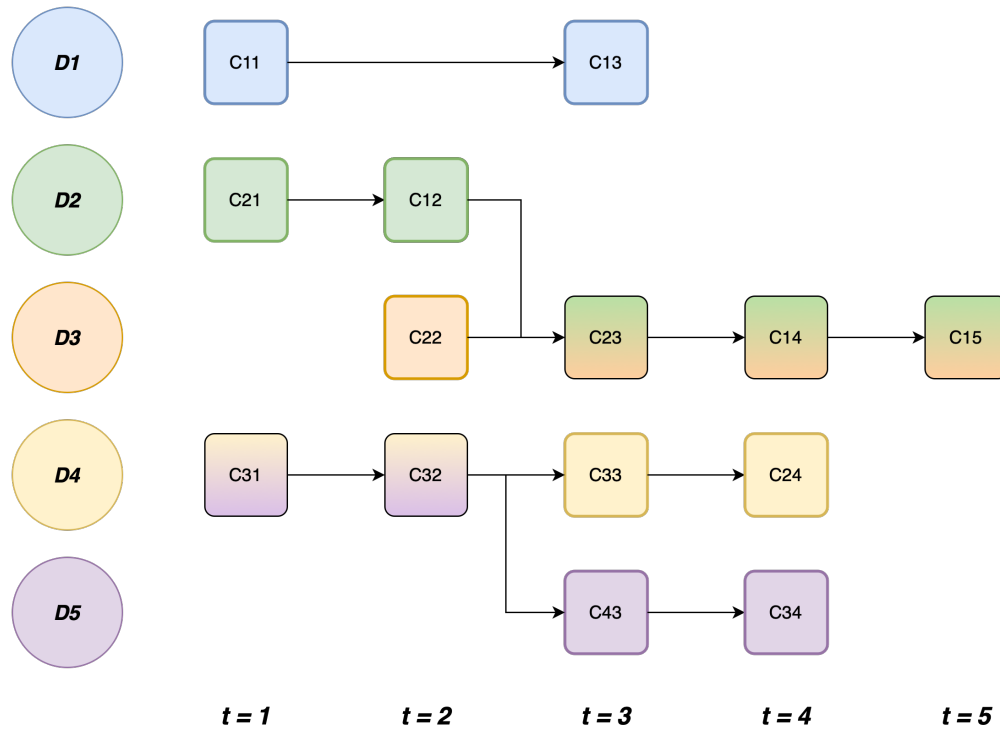 D1 C11 C13
D2 C21 C12
D3 C22 C23 C14 C15
D4 C31 C32 C33 C24
D5 C43 C34
t = 1 t = 2 t = 3 t = 4 t = 5